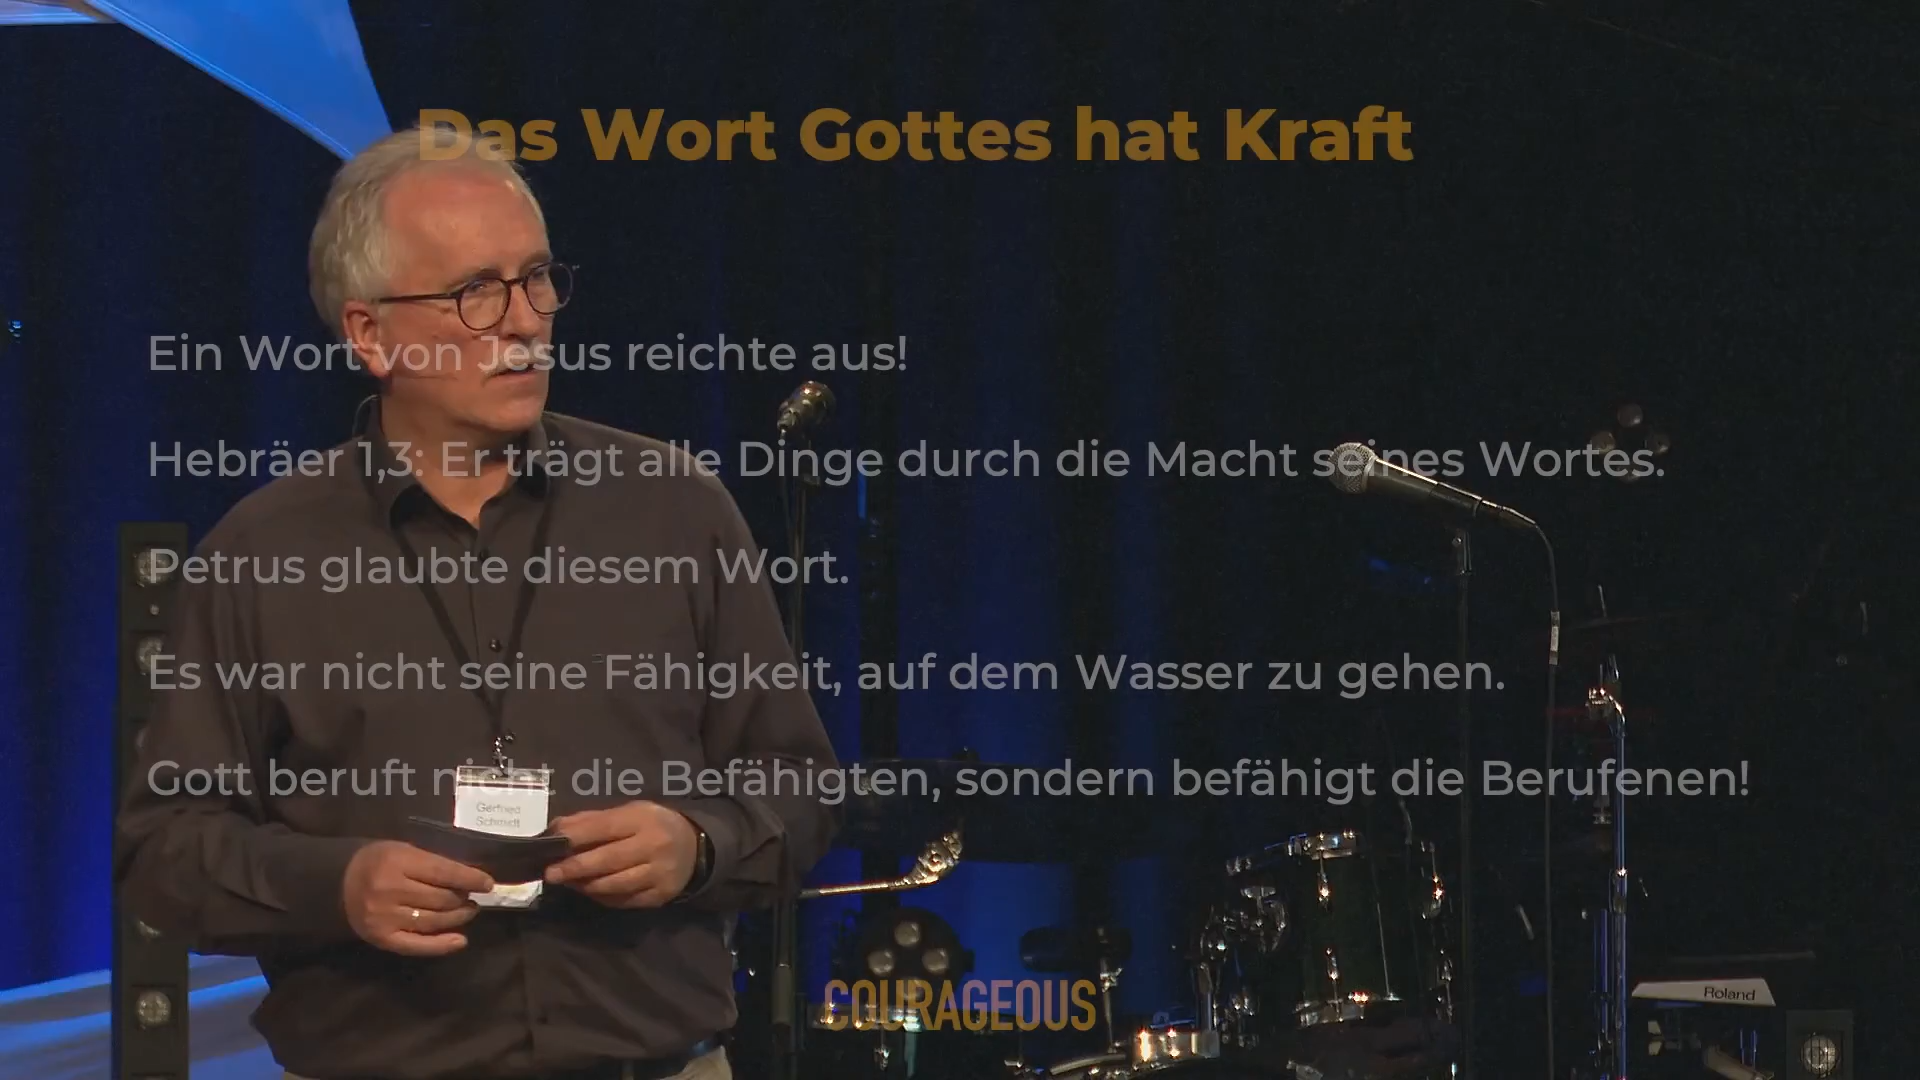 Das Wort Gottes hat Kraft
Ein Wort von Jesus reichte aus!
Hebräer 1,3: Er trägt alle Dinge durch die Macht seines Wortes.
Petrus glaubte diesem Wort.
Es war nicht seine Fähigkeit, auf dem Wasser zu gehen.
Gott beruft nicht die Befähigten, sondern befähigt die Berufenen!
Gerfried
Schmidt
COURAGEOUS
Roland